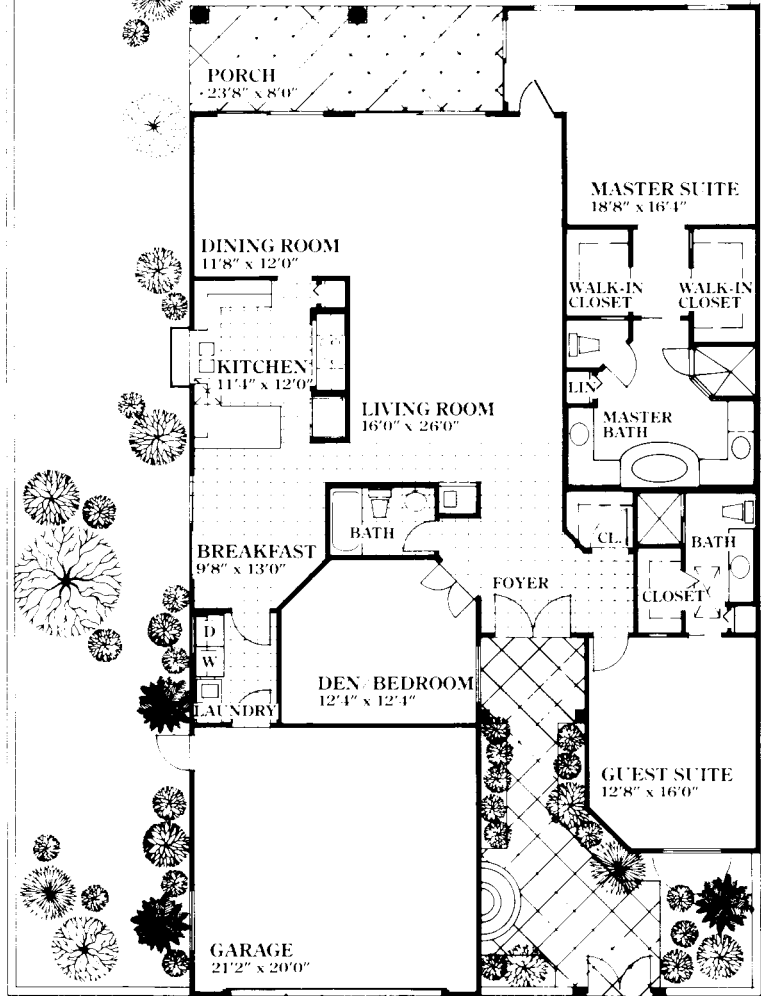 PORCH
23'8" x 8'0"
MASTER SUITE
18'8" x 16'4"
DINING ROOM
11'8" x 12'0"
WALK-IN
CLOSET
WALK-IN
CLOSET
KITCHEN
11'4" x 12'0"
LIN
LIVING ROOM
16'0" x 26'0"
MASTER
BATH
BATH
CL.
BATH
BREAKFAST
9'8" x 13'0"
FOYER
CLOSET
D
W
DEN/BEDROOM
12'4" x 12'4"
LAUNDRY
GUEST SUITE
12'8" x 16'0"
GARAGE
21'2" x 20'0"